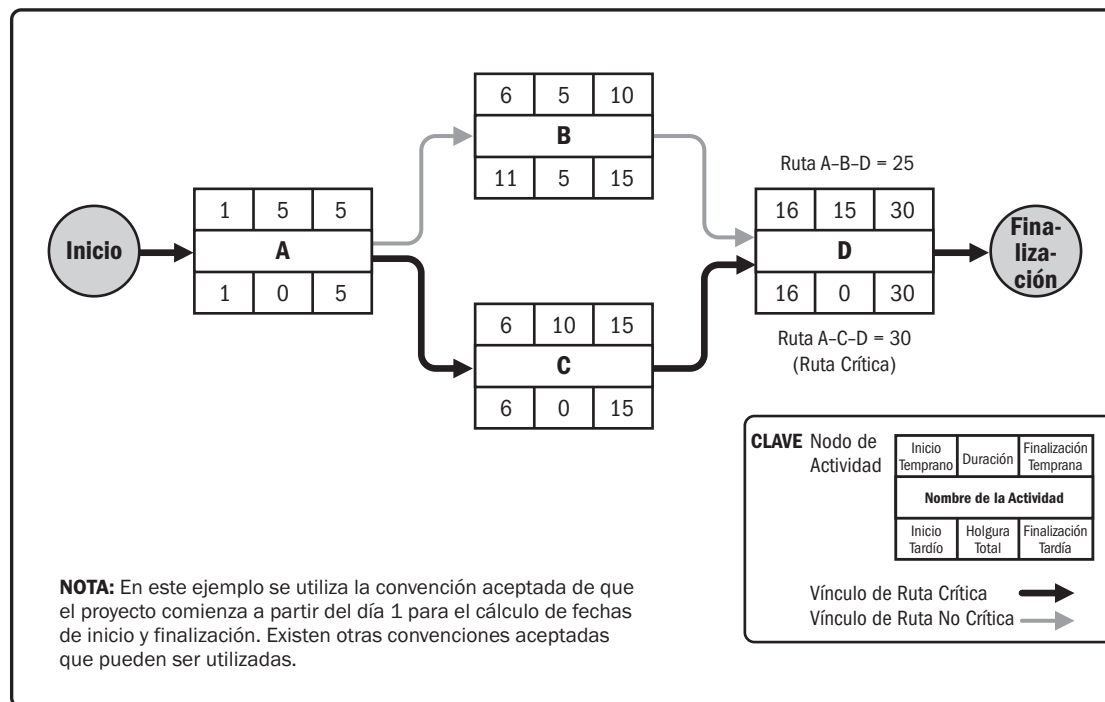 6 5 10
B
11 5 15
Ruta A–B–D = 25
Inicio
1 5 5
A
1 0 5
16 15 30
D
16 0 30
Fina-
liza-
ción
6 10 15
C
6 0 15
Ruta A–C–D = 30
(Ruta Crítica)
CLAVE Nodo de
Actividad
Inicio
Temprano
Duración
Finalización
Temprana
Nombre de la Actividad
Inicio
Tardío
Holgura
Total
Finalización
Tardía
Vínculo de Ruta Crítica
Vínculo de Ruta No Crítica
NOTA: En este ejemplo se utiliza la convención aceptada de que
el proyecto comienza a partir del día 1 para el cálculo de fechas
de inicio y finalización. Existen otras convenciones aceptadas
que pueden ser utilizadas.